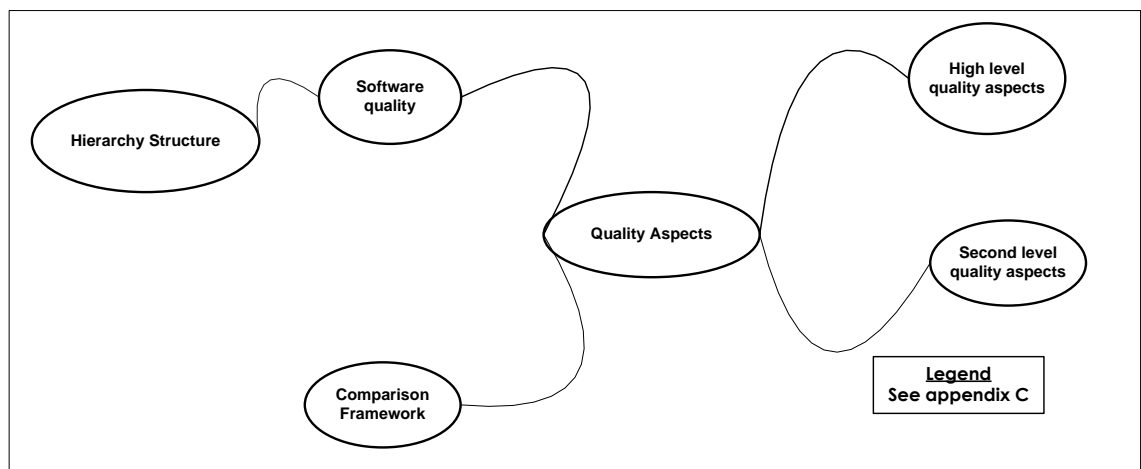 Hierarchy Structure
Software
quality
High level
quality aspects
Quality Aspects
Second level
quality aspects
Comparison
Framework
Legend
See appendix C